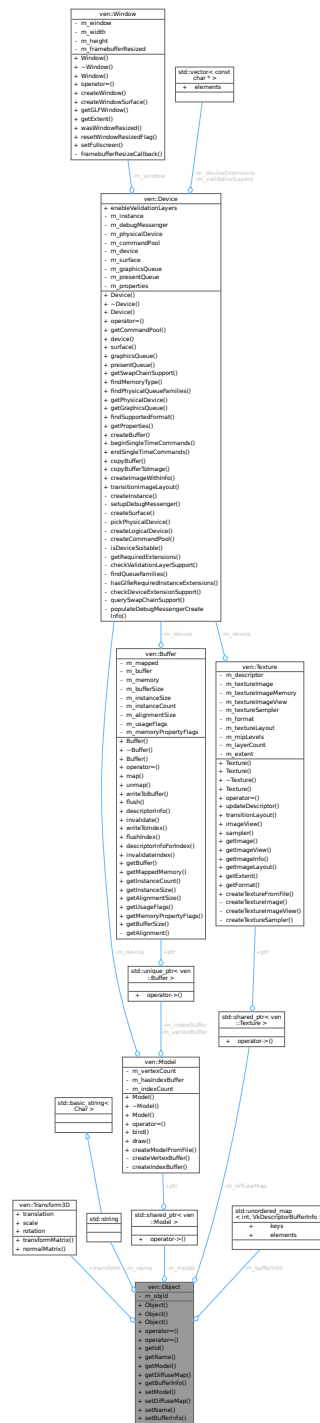 ven::Window
- m_window
- m_width
- m_height
- m_framebufferResized
+ Window()
+ ~Window()
+ Window()
+ operator=()
+ createWindow()
+ createWindowSurface()
+ getGLFWindow()
+ getExtent()
+ wasWindowResized()
+ resetWindowResizedFlag()
+ setFullscreen()
- framebufferResizeCallback()
std::vector< const
char * >
+ elements
-m_window
-m_deviceExtensions
-m_validationLayers
ven::Device
+ enableValidationLayers
- m_instance
- m_debugMessenger
- m_physicalDevice
- m_commandPool
- m_device
- m_surface
- m_graphicsQueue
- m_presentQueue
- m_properties
+ Device()
+ ~Device()
+ Device()
+ operator=()
+ getCommandPool()
+ device()
+ surface()
+ graphicsQueue()
+ presentQueue()
+ getSwapChainSupport()
+ findMemoryType()
+ findPhysicalQueueFamilies()
+ getPhysicalDevice()
+ getGraphicsQueue()
+ findSupportedFormat()
+ getProperties()
+ createBuffer()
+ beginSingleTimeCommands()
+ endSingleTimeCommands()
+ copyBuffer()
+ copyBufferToImage()
+ createImageWithInfo()
+ transitionImageLayout()
- createInstance()
- setupDebugMessenger()
- createSurface()
- pickPhysicalDevice()
- createLogicalDevice()
- createCommandPool()
- isDeviceSuitable()
- getRequiredExtensions()
- checkValidationLayerSupport()
- findQueueFamilies()
- hasGlfwRequiredInstanceExtensions()
- checkDeviceExtensionSupport()
- querySwapChainSupport()
- populateDebugMessengerCreate
Info()
-m_device
-m_device
ven::Buffer
- m_mapped
- m_buffer
- m_memory
- m_bufferSize
- m_instanceSize
- m_instanceCount
- m_alignmentSize
- m_usageFlags
- m_memoryPropertyFlags
+ Buffer()
+ ~Buffer()
+ Buffer()
+ operator=()
+ map()
+ unmap()
+ writeToBuffer()
+ flush()
+ descriptorInfo()
+ invalidate()
+ writeToIndex()
+ flushIndex()
+ descriptorInfoForIndex()
+ invalidateIndex()
+ getBuffer()
+ getMappedMemory()
+ getInstanceCount()
+ getInstanceSize()
+ getAlignmentSize()
+ getUsageFlags()
+ getMemoryPropertyFlags()
+ getBufferSize()
- getAlignment()
ven::Texture
- m_descriptor
- m_textureImage
- m_textureImageMemory
- m_textureImageView
- m_textureSampler
- m_format
- m_textureLayout
- m_mipLevels
- m_layerCount
- m_extent
+ Texture()
+ Texture()
+ ~Texture()
+ Texture()
+ operator=()
+ updateDescriptor()
+ transitionLayout()
+ imageView()
+ sampler()
+ getImage()
+ getImageView()
+ getImageInfo()
+ getImageLayout()
+ getExtent()
+ getFormat()
+ createTextureFromFile()
- createTextureImage()
- createTextureImageView()
- createTextureSampler()
-m_device
+ptr
+ptr
std::unique_ptr< ven
::Buffer >
+ operator->()
std::shared_ptr< ven
::Texture >
+ operator->()
-m_indexBuffer
-m_vertexBuffer
ven::Model
- m_vertexCount
- m_hasIndexBuffer
- m_indexCount
+ Model()
+ ~Model()
+ Model()
+ operator=()
+ bind()
+ draw()
+ createModelFromFile()
- createVertexBuffer()
- createIndexBuffer()
std::basic_string<
Char >
+ptr
-m_diffuseMap
ven::Transform3D
+ translation
+ scale
+ rotation
+ transformMatrix()
+ normalMatrix()
std::string
std::shared_ptr< ven
::Model >
+ operator->()
std::unordered_map
< int, VkDescriptorBufferInfo >
+ keys
+ elements
+transform
-m_name
-m_model
-m_bufferInfo
ven::Object
- m_objId
+ Object()
+ Object()
+ Object()
+ operator=()
+ operator=()
+ getId()
+ getName()
+ getModel()
+ getDiffuseMap()
+ getBufferInfo()
+ setModel()
+ setDiffuseMap()
+ setName()
+ setBufferInfo()